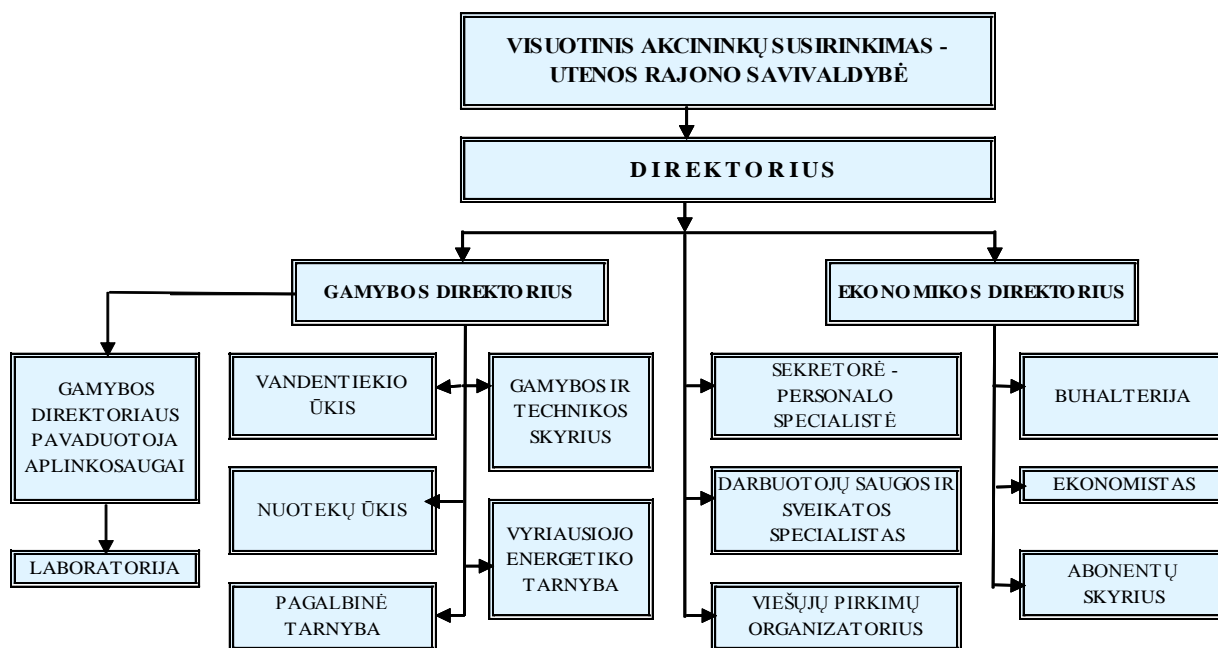 VISUOTINIS AKCININKŲ SUSIRINKIMAS -
UTENOS RAJONO SAVIVALDYBĖ
DIREKTORIUS
GAMYBOS DIREKTORIUS
EKONOMIKOS DIREKTORIUS
GAMYBOS
DIREKTORIAUS
PAVADUOTOJA
APLINKOSAUGAI
LABORATORIJA
VANDENTIEKIO
ŪKIS
NUOTEKŲ ŪKIS
PAGALBINĖ
TARNYBA
GAMYBOS IR
TECHNIKOS
SKYRIUS
VYRIAUSIOJO
ENERGETIKO
TARNYBA
SEKRETORĖ -
PERSONALO
SPECIALISTĖ
DARBUOTOJŲ SAUGOS IR
SVEIKATOS
SPECIALISTAS
VIEŠŲJŲ PIRKIMŲ
ORGANIZATORIUS
BUHALTERIJA
EKONOMISTAS
ABONENTŲ
SKYRIUS